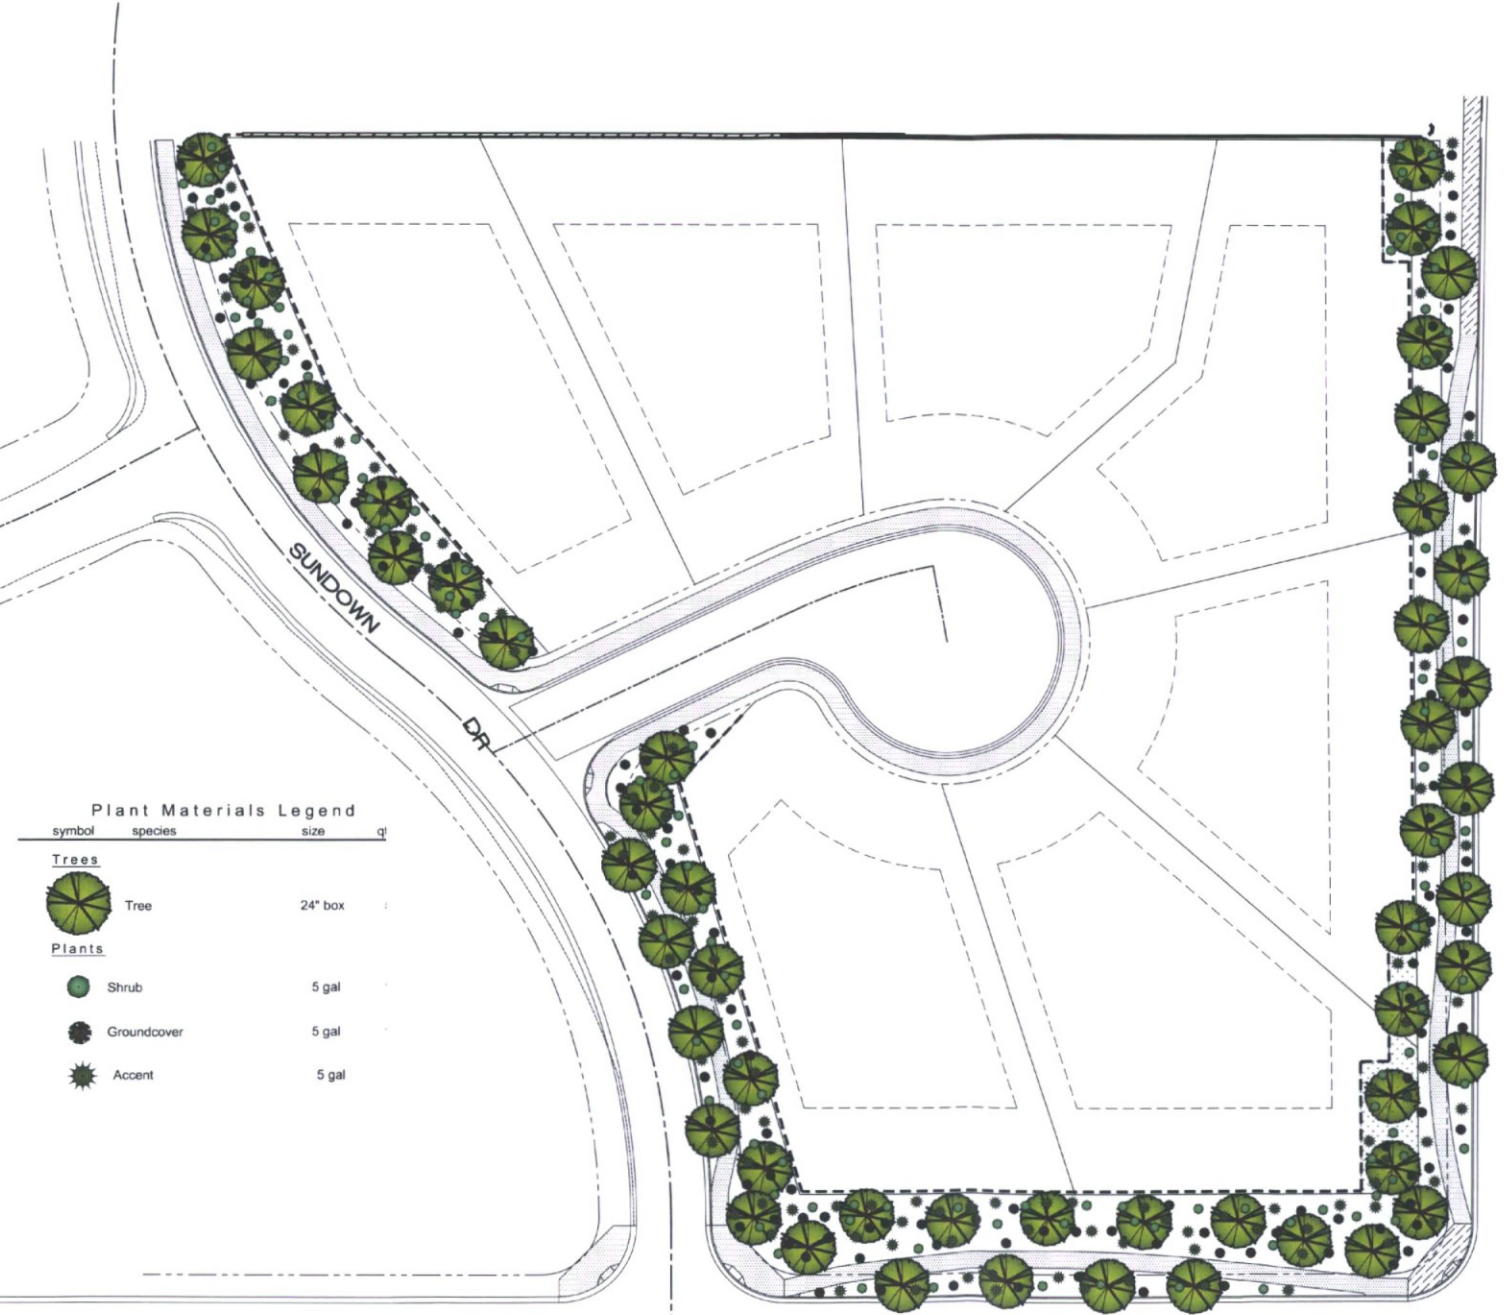 SUNDOWN
DR
Plant Materials Legend
symbol species size
Trees
Tree 24" box
Plants
Shrub 5 gal
Groundcover 5 gal
Accent 5 gal